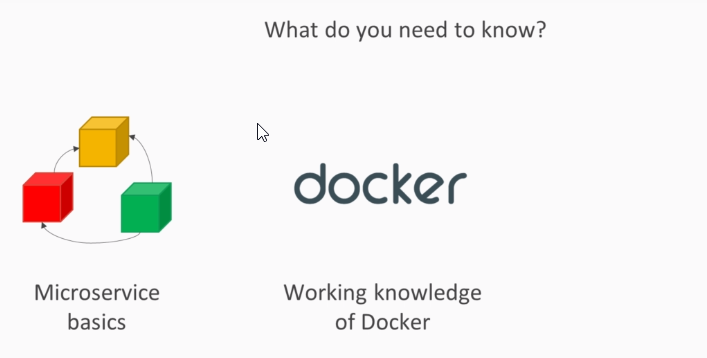 What do you need to know?
docker
Microservice
basics
Working knowledge
of Docker